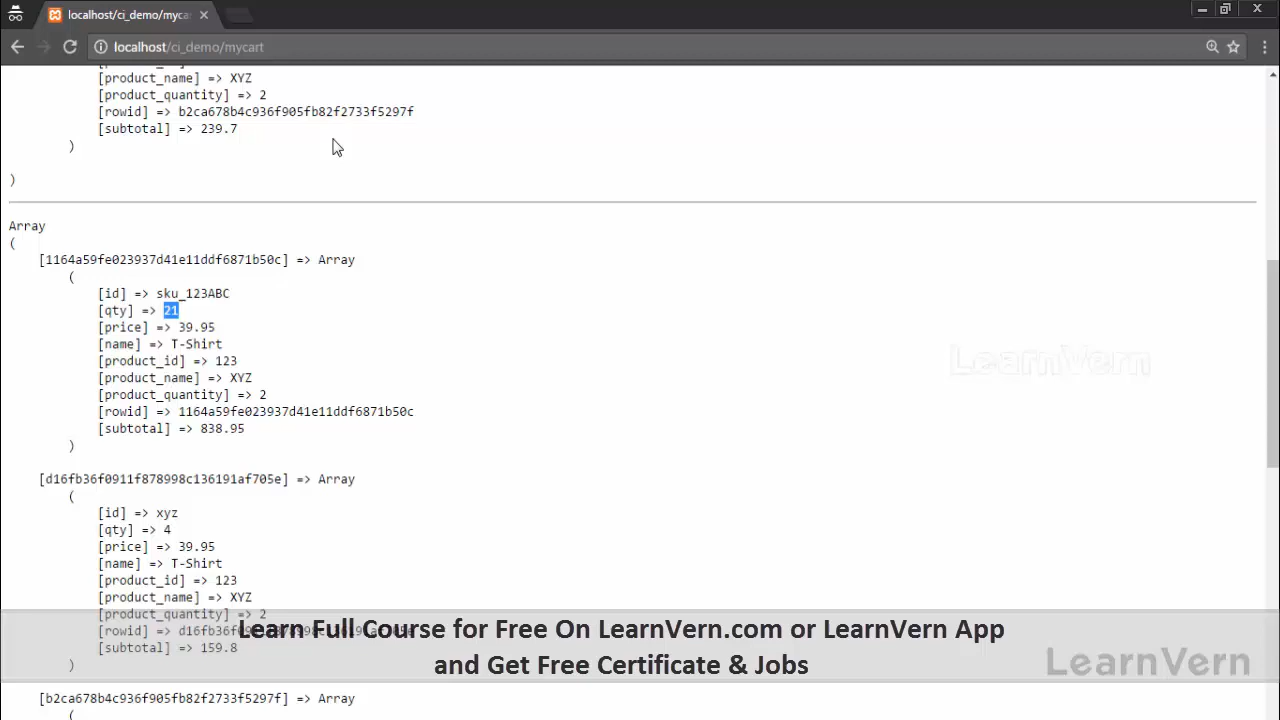 localhost/ci_demo/myca
localhost/ci_demo/mycart
[product_name] => XYZ
[product_quantity] => 2
[rowid] => b2ca678b4c936f905fb82f2733f5297f
[subtotal] => 239.7
)
)
Array
(
[1164a59fe023937d41e11ddf6871b50c] => Array
(
[id] => sku_123ABC
[qty] => 21
[price] => 39.95
[name] => T-Shirt
[product_id] => 123
[product_name] => XYZ
[product_quantity] => 2
[rowid] => 1164a59fe023937d41e11ddf6871b50c
[subtotal] => 838.95
)
LearnVern
[d16fb36f0911f878998c136191af705e] => Array
(
[id] => xyz
[qty] => 4
[price] => 39.95
[name] => T-Shirt
[product_id] => 123
[product_name] => XYZ
[product_quantity] => 2
[rowid] =>
Learn Full Course for Free On LearnVern.com or LearnVern App
[subtotal] => 159.8
and Get Free Certificate & Jobs
LearnVern
)
[b2ca678b4c936f905fb82f2733f5297f] => Array
(